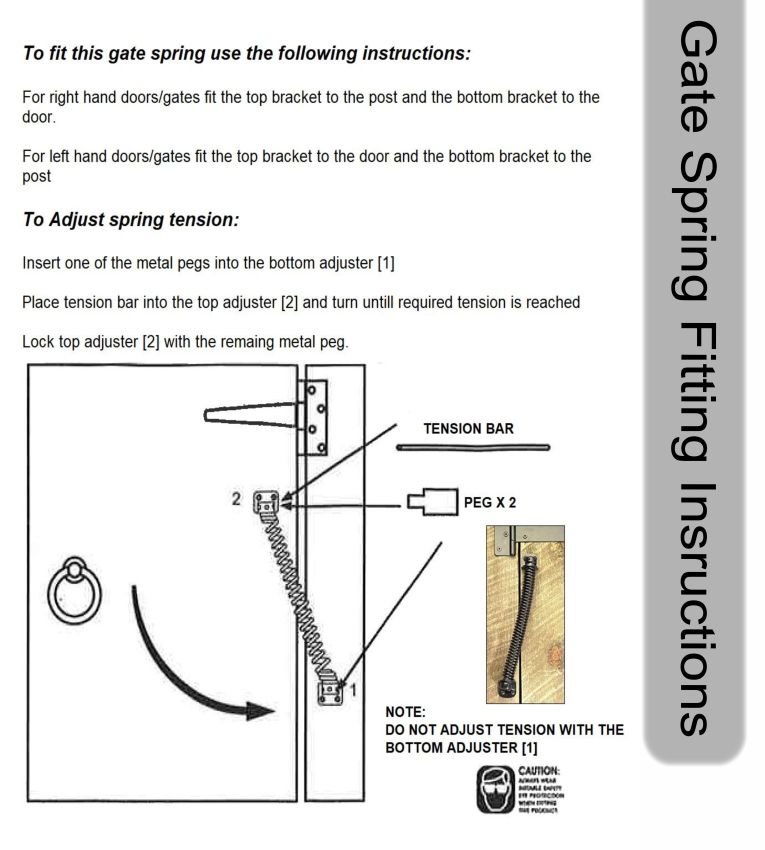 To fit this gate spring use the following instructions:
For right hand doors/gates fit the top bracket to the post and the bottom bracket to the
door.
For left hand doors/gates fit the top bracket to the door and the bottom bracket to the
post
To Adjust spring tension:
Insert one of the metal pegs into the bottom adjuster [1]
Place tension bar into the top adjuster [2] and turn untill required tension is reached
Lock top adjuster [2] with the remaing metal peg.
TENSION BAR
2
PEG X 2
1
NOTE:
DO NOT ADJUST TENSION WITH THE
BOTTOM ADJUSTER [1]
CAUTION:
ALWAYS WEAR
SUITABLE SAFETY
EYE PROTECTION
WHEN FITTING
THIS PRODUCT
Gate Spring Fitting Insructions